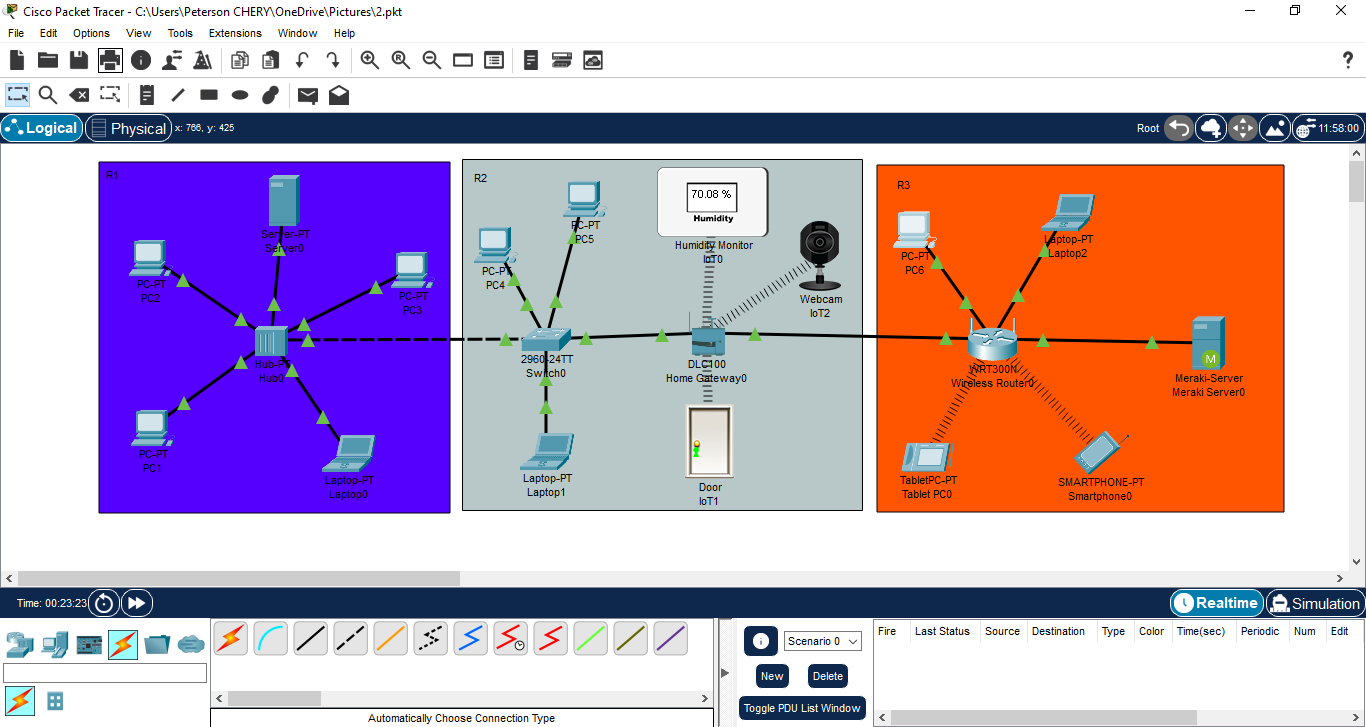 Cisco Packet Tracer - C:\Users\Peterson CHERY\OneDrive\Pictures\2.pkt
File Edit Options View Tools Extensions Window Help
Logical Physical x: 766, y: 425 Root 11:58:00
R1
Server-PT
Server0
PC-PT
PC2
PC-PT
PC3
Hub-PT
Hub0
PC-PT
PC1
Laptop-PT
Laptop0
R2
PC-PT
PC5
PC-PT
PC4
70.08 %
Humidity
Humidity Monitor
IoT0
Webcam
IoT2
2960-24TT
Switch0
DLC100
Home Gateway0
Laptop-PT
Laptop1
Door
IoT1
R3
PC-PT
PC6
Laptop-PT
Laptop2
WRT300N
Wireless Router0
M
Meraki-Server
Meraki Server0
TabletPC-PT
Tablet PC0
SMARTPHONE-PT
Smartphone0
Time: 00:23:23 Realtime Simulation
Scenario 0
New Delete
Toggle PDU List Window
Fire Last Status Source Destination Type Color Time(sec) Periodic Num Edit
Automatically Choose Connection Type